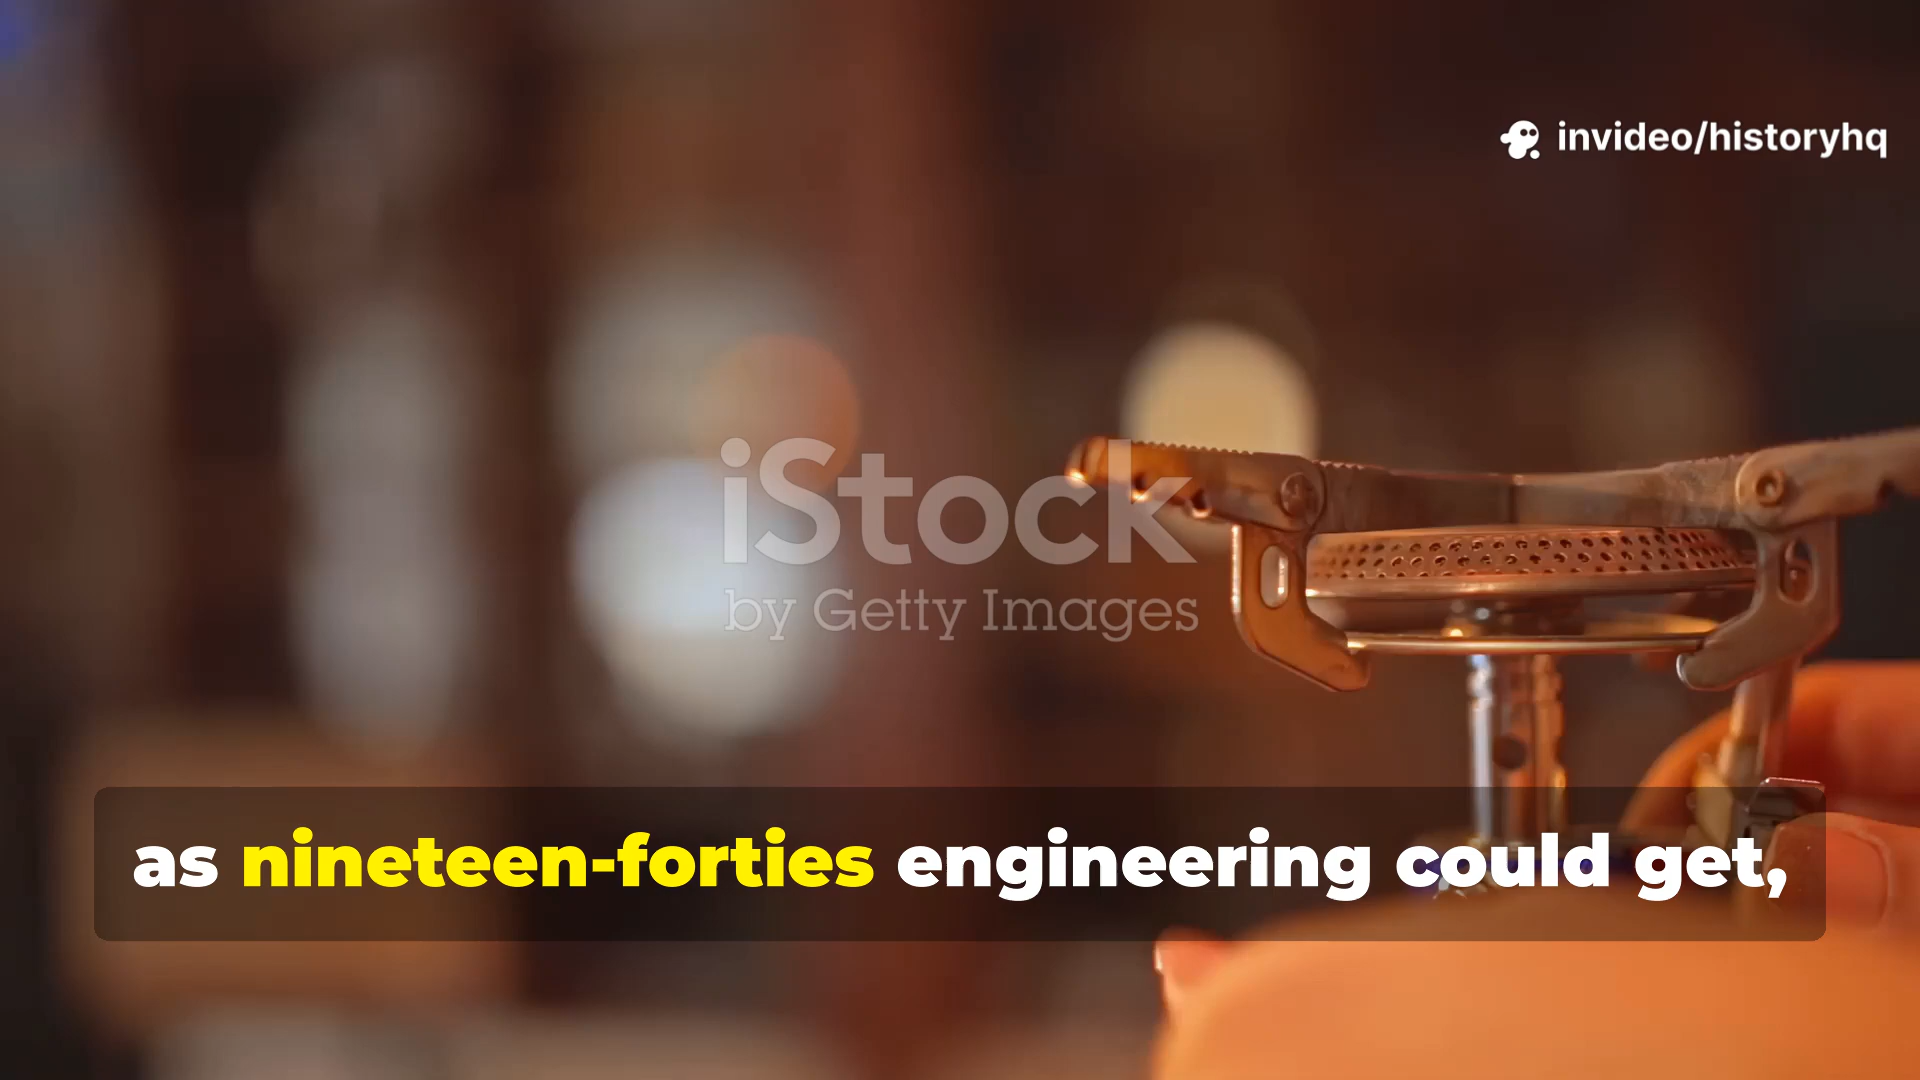 invideo/historyhq
iStock
by Getty Images
as nineteen-forties engineering could get,